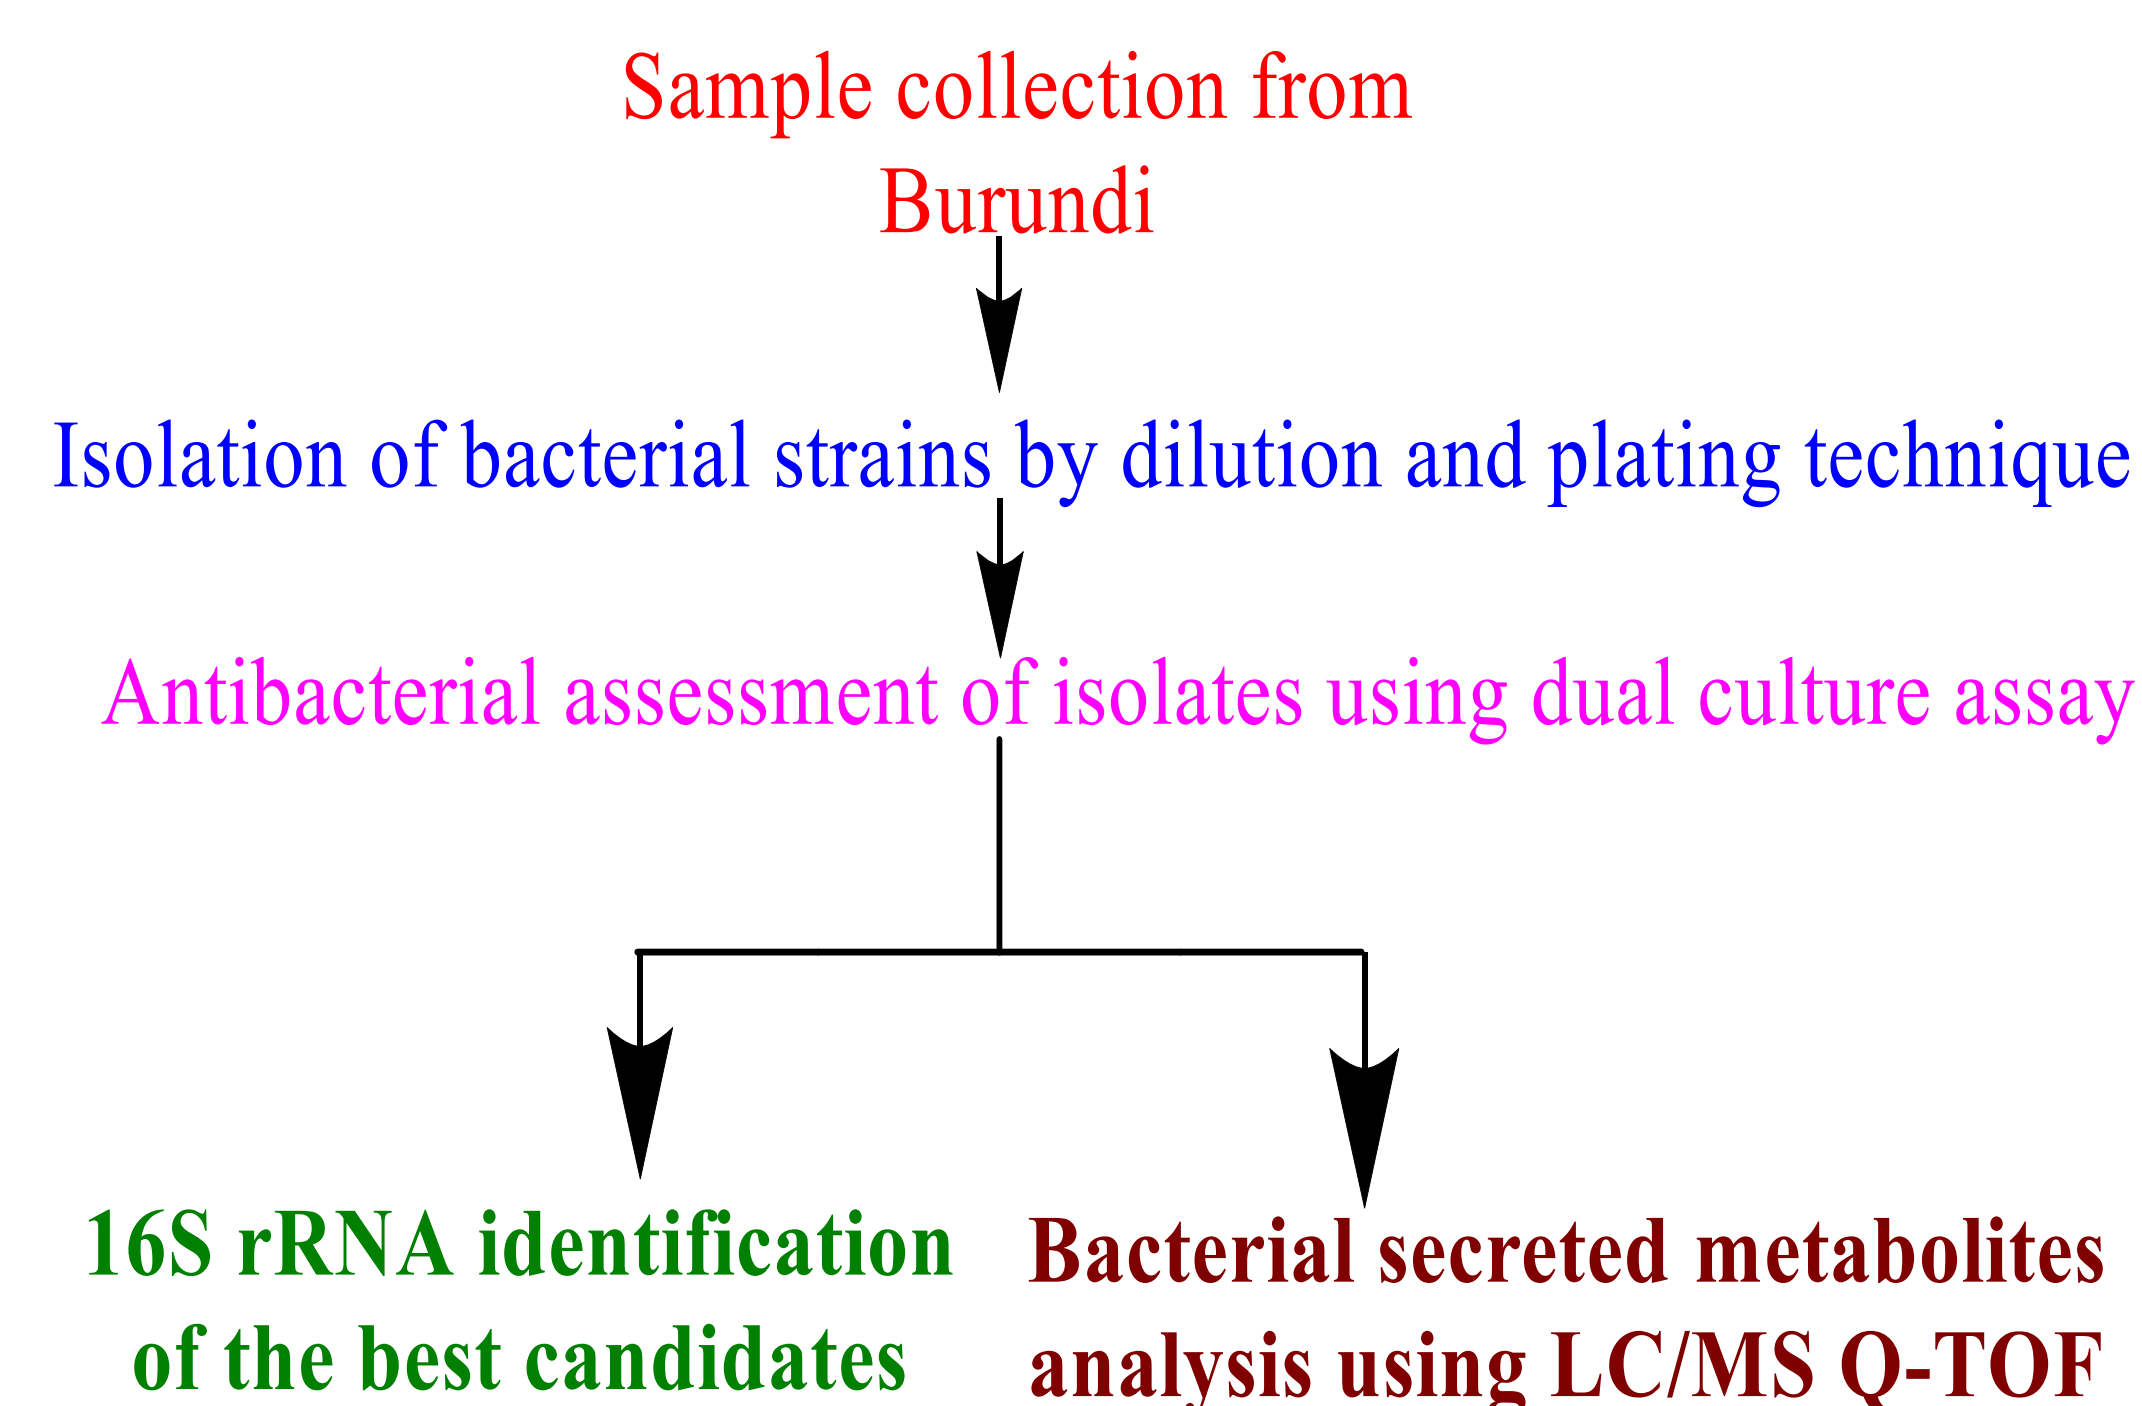 Sample collection from
Burundi
Isolation of bacterial strains by dilution and plating technique
Antibacterial assessment of isolates using dual culture assay
16S rRNA identification
of the best candidates
Bacterial secreted metabolites
analysis using LC/MS Q-TOF